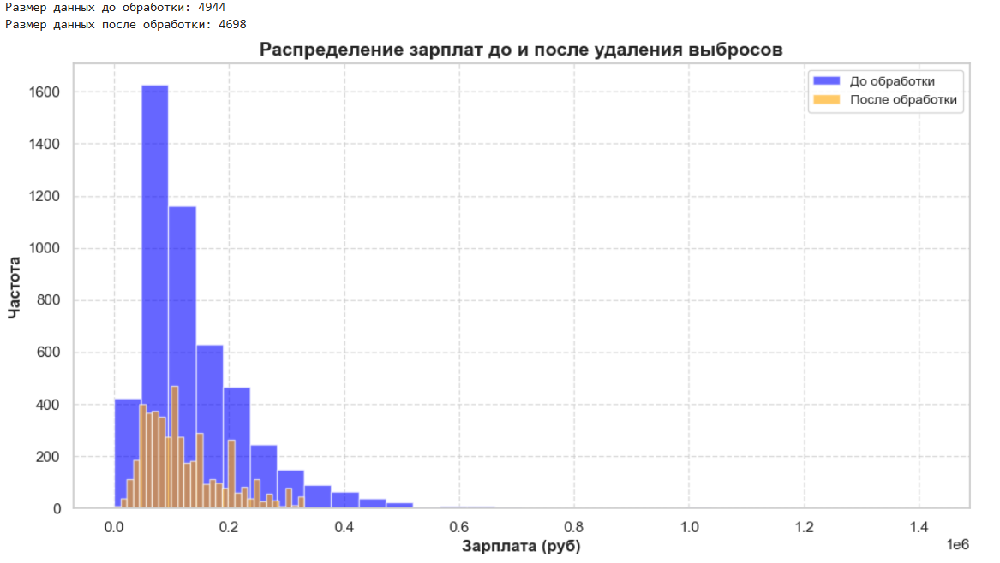 Размер данных до обработки: 4944
Размер данных после обработки: 4698
Распределение зарплат до и после удаления выбросов
До обработки
После обработки
1600
1400
1200
1000
800
600
400
200
0
Частота
0.0 0.2 0.4 0.6 0.8 1.0 1.2 1.4
1e6
Зарплата (руб)